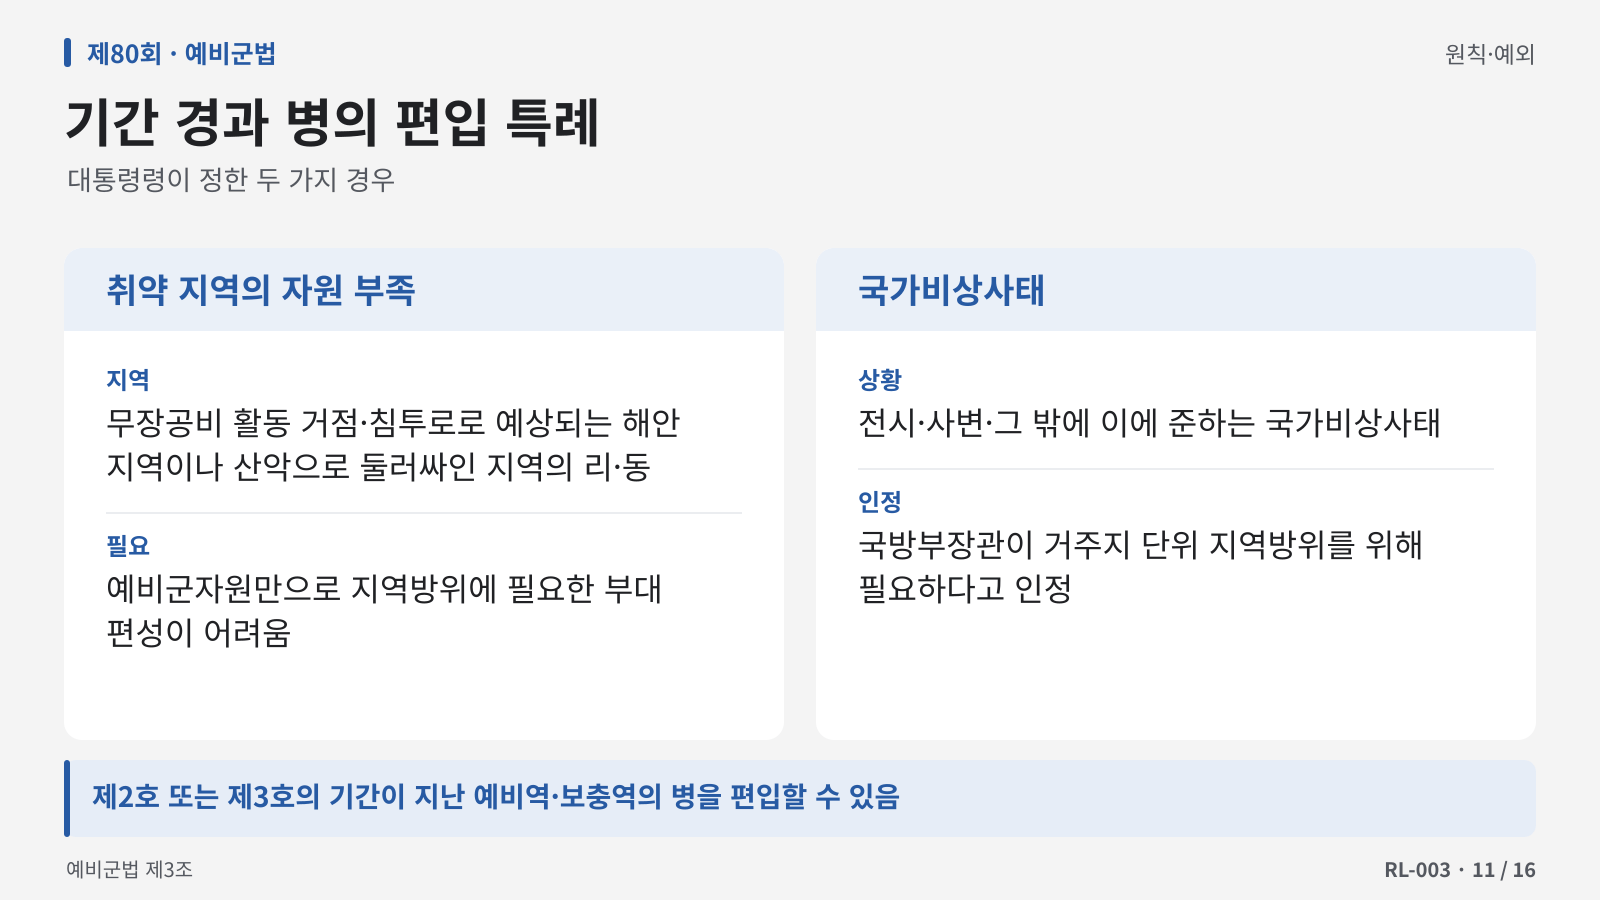 제80회 · 예비군법
원칙·예외
기간 경과 병의 편입 특례
대통령령이 정한 두 가지 경우
취약 지역의 자원 부족
지역
무장공비 활동 거점·침투로로 예상되는 해안
지역이나 산악으로 둘러싸인 지역의 리·동
필요
예비군자원만으로 지역방위에 필요한 부대
편성이 어려움
국가비상사태
상황
전시·사변·그 밖에 이에 준하는 국가비상사태
인정
국방부장관이 거주지 단위 지역방위를 위해
필요하다고 인정
제2호 또는 제3호의 기간이 지난 예비역·보충역의 병을 편입할 수 있음
예비군법 제3조
RL-003 · 11 / 16